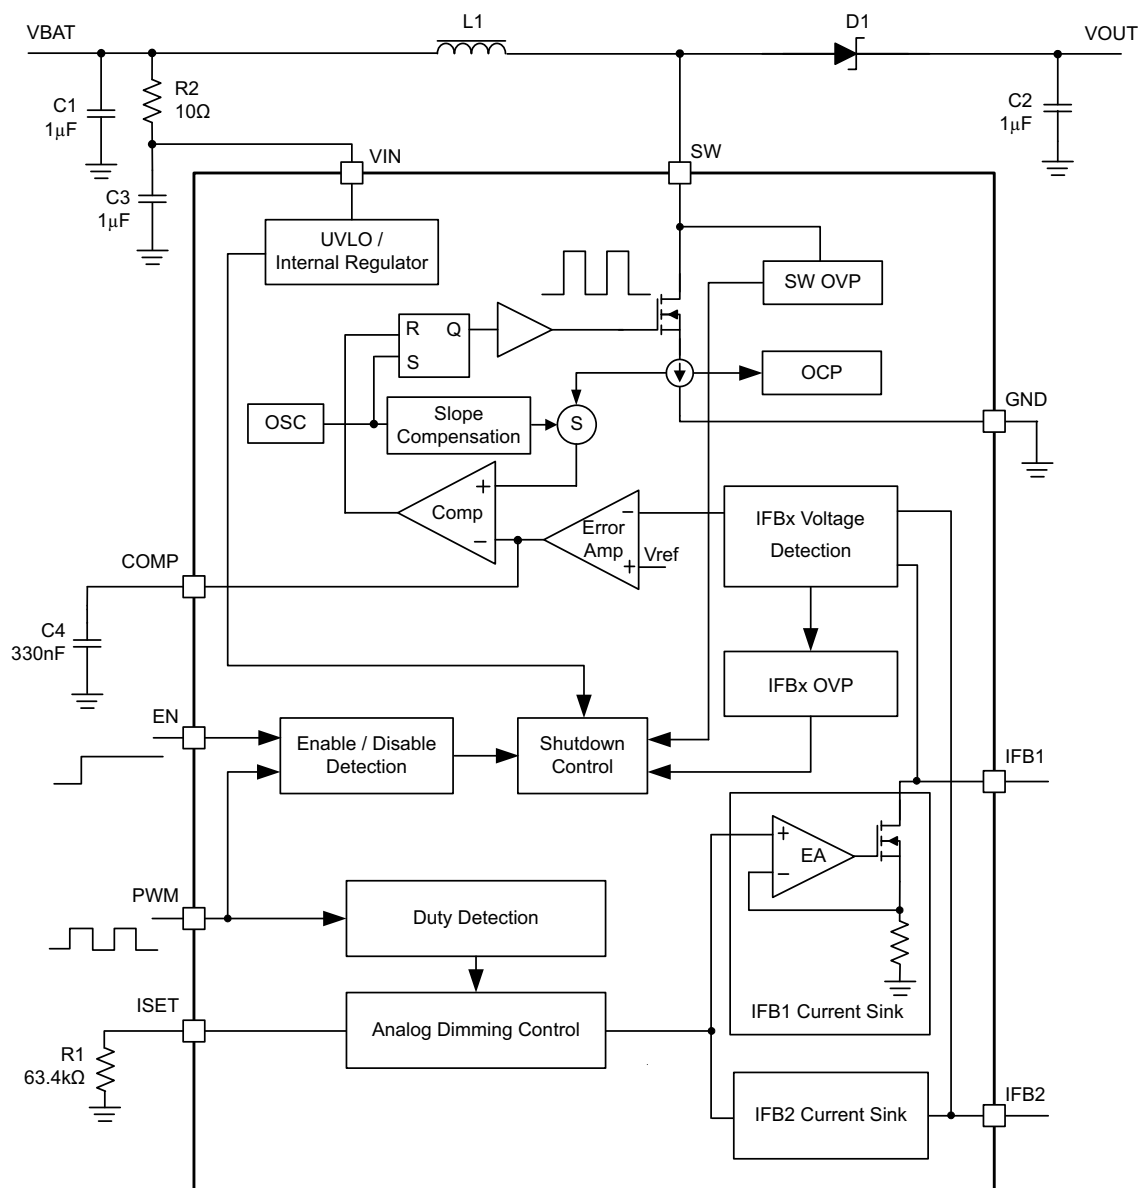 VBAT
L1
D1
VOUT
R2
10Ω
C1
1μF
C2
1μF
C3
1μF
VIN
SW
UVLO /
Internal Regulator
SW OVP
R
Q
S
OCP
GND
OSC
Slope
Compensation
S
+
Comp
−
−
Error
Amp
+
Vref
IFBx Voltage
Detection
COMP
C4
330nF
IFBx OVP
EN
Enable / Disable
Detection
Shutdown
Control
IFB1
+
EA
−
PWM
Duty Detection
ISET
Analog Dimming Control
IFB1 Current Sink
R1
63.4kΩ
IFB2 Current Sink
IFB2